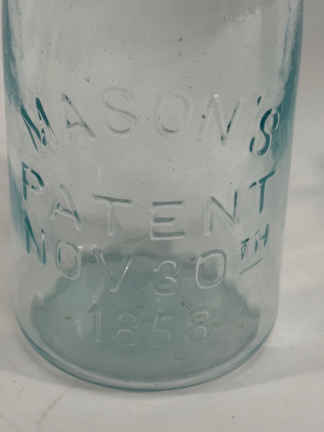 MASON'S
PATENT
NOV 30TH
1858